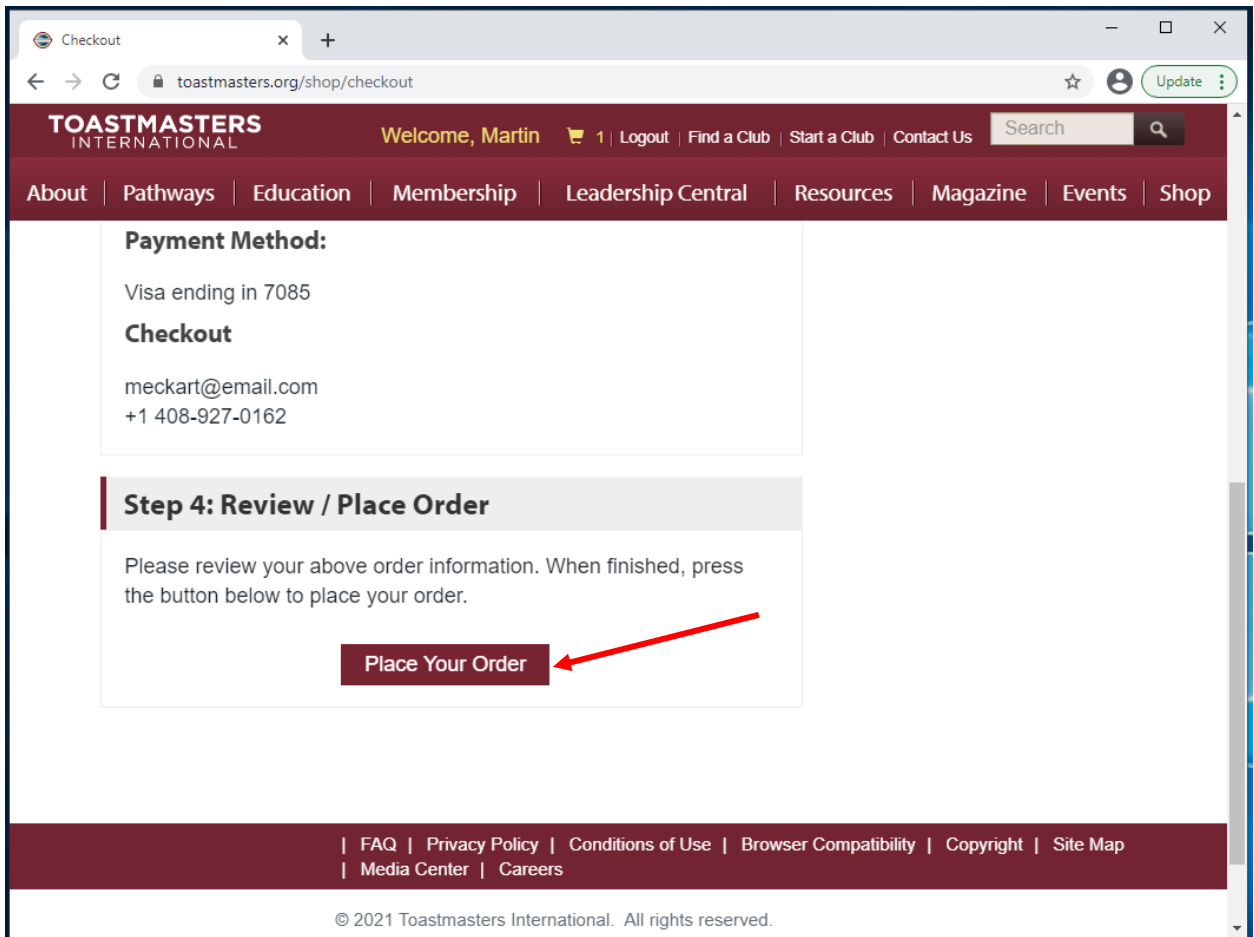 Checkout
toastmasters.org/shop/checkout
Update
TOASTMASTERS
INTERNATIONAL
Welcome, Martin 1 | Logout | Find a Club | Start a Club | Contact Us Search
About | Pathways | Education | Membership | Leadership Central | Resources | Magazine | Events | Shop
Payment Method:
Visa ending in 7085
Checkout
meckart@email.com
+1 408-927-0162
Step 4: Review / Place Order
Please review your above order information. When finished, press
the button below to place your order.
Place Your Order
| FAQ | Privacy Policy | Conditions of Use | Browser Compatibility | Copyright | Site Map
| Media Center | Careers
© 2021 Toastmasters International. All rights reserved.